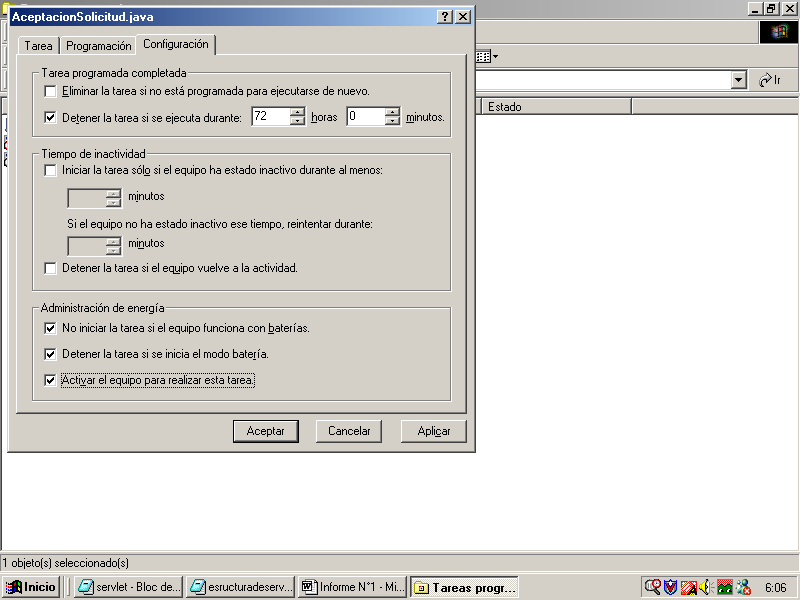 AceptacionSolicitud.java
Tarea
Programación
Configuración
Tarea programada completada
Eliminar la tarea si no está programada para ejecutarse de nuevo.
Detener la tarea si se ejecuta durante: 72 horas 0 minutos.
Tiempo de inactividad
Iniciar la tarea sólo si el equipo ha estado inactivo durante al menos:
minutos
Si el equipo no ha estado inactivo ese tiempo, reintentar durante:
minutos
Detener la tarea si el equipo vuelve a la actividad.
Administración de energía
No iniciar la tarea si el equipo funciona con baterías.
Detener la tarea si se inicia el modo batería.
Activar el equipo para realizar esta tarea.
Aceptar
Cancelar
Aplicar
Ir
Estado
1 objeto(s) seleccionado(s)
Inicio
servlet - Bloc de...
esructuradeserv...
Informe N°1 - Mi...
Tareas progr...
6:06